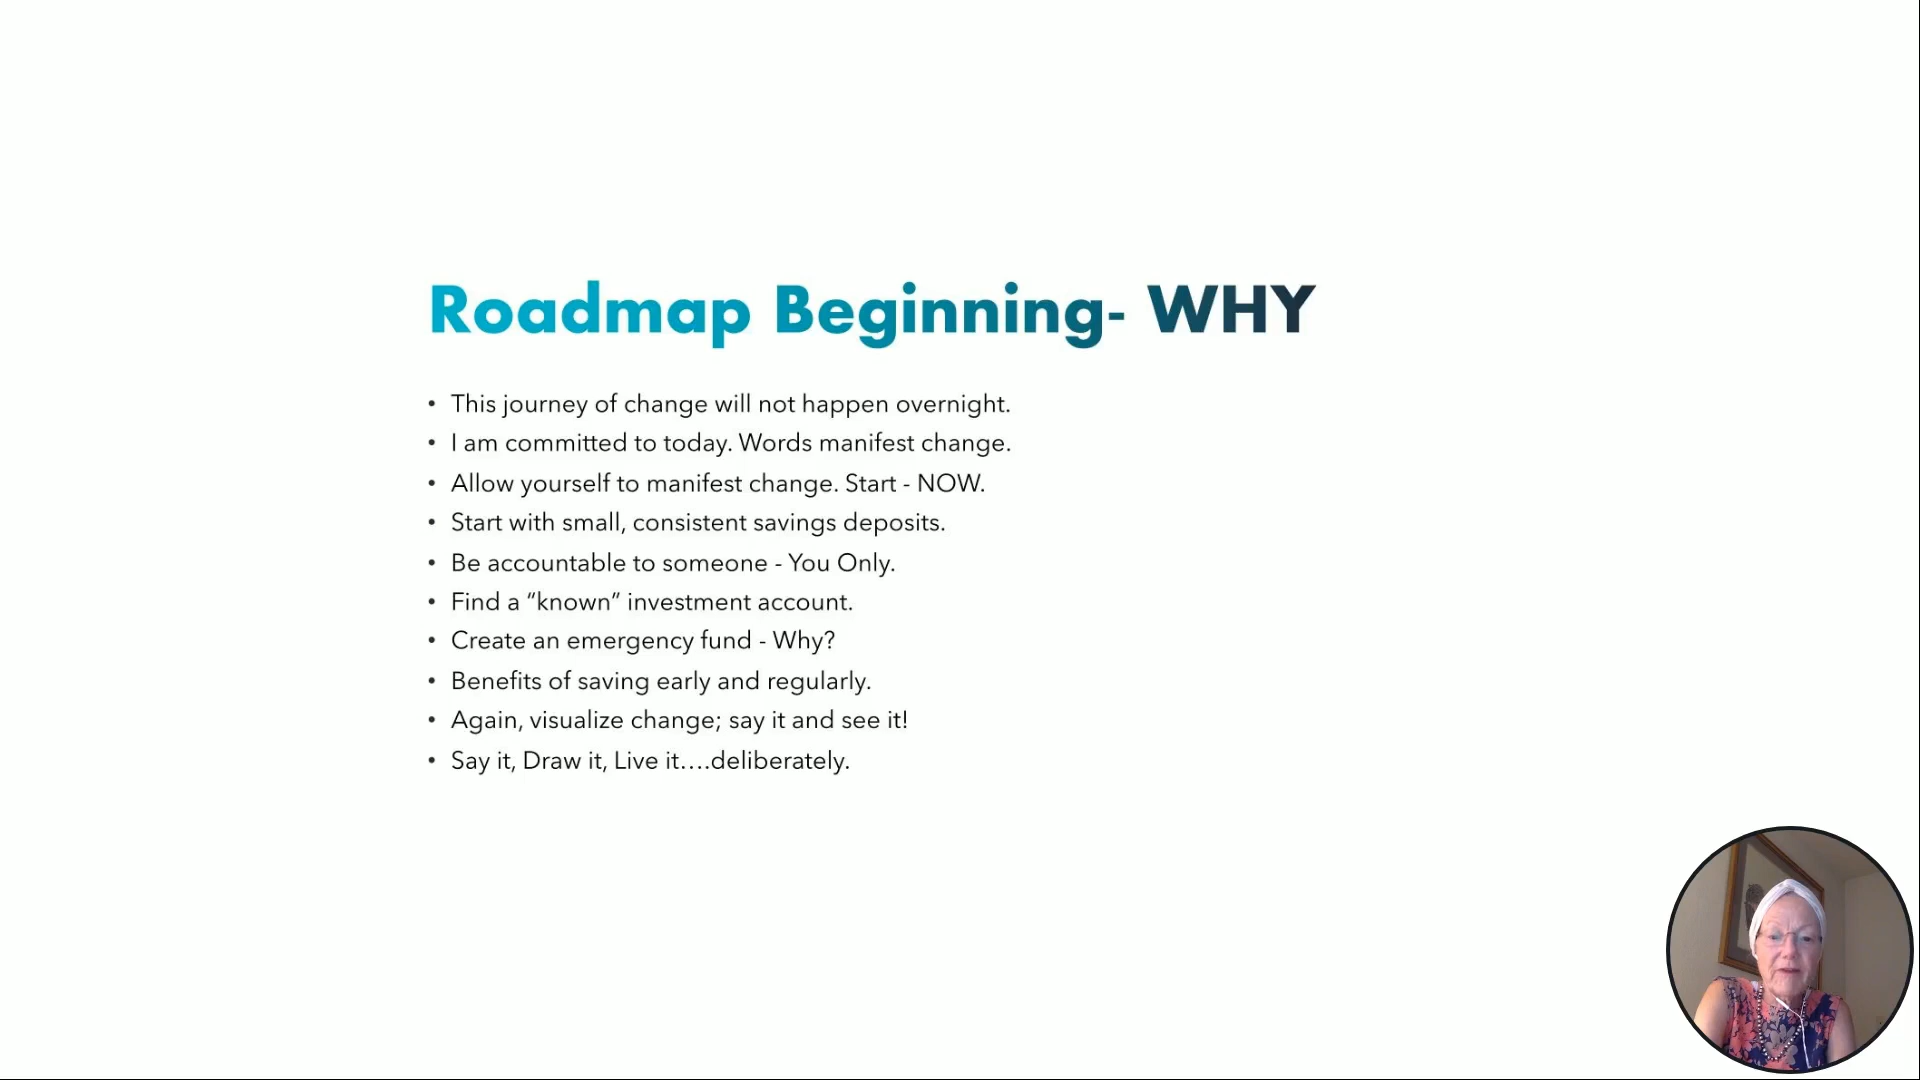 Roadmap Beginning- WHY
• This journey of change will not happen overnight.
• I am committed to today. Words manifest change.
• Allow yourself to manifest change. Start - NOW.
• Start with small, consistent savings deposits.
• Be accountable to someone - You Only.
• Find a “known” investment account.
• Create an emergency fund - Why?
• Benefits of saving early and regularly.
• Again, visualize change; say it and see it!
• Say it, Draw it, Live it….deliberately.